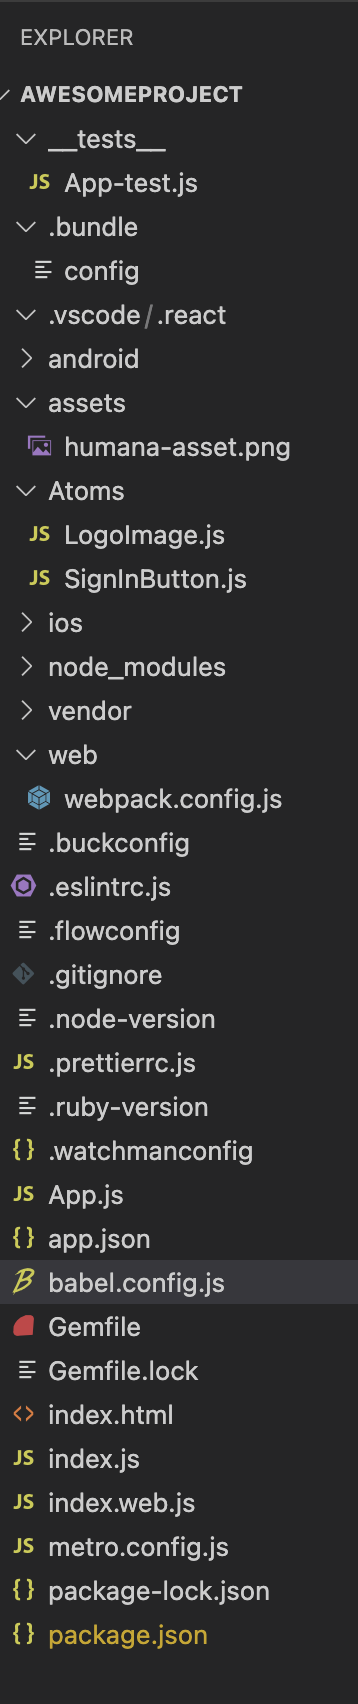 EXPLORER
AWESOMEPROJECT
__tests__
JS App-test.js
.bundle
config
.vscode/.react
android
assets
humana-asset.png
Atoms
JS LogoImage.js
JS SignInButton.js
ios
node_modules
vendor
web
webpack.config.js
.buckconfig
.eslintrc.js
.flowconfig
.gitignore
.node-version
JS .prettierrc.js
.ruby-version
{} .watchmanconfig
JS App.js
{} app.json
B babel.config.js
Gemfile
Gemfile.lock
<> index.html
JS index.js
JS index.web.js
JS metro.config.js
{} package-lock.json
{} package.json